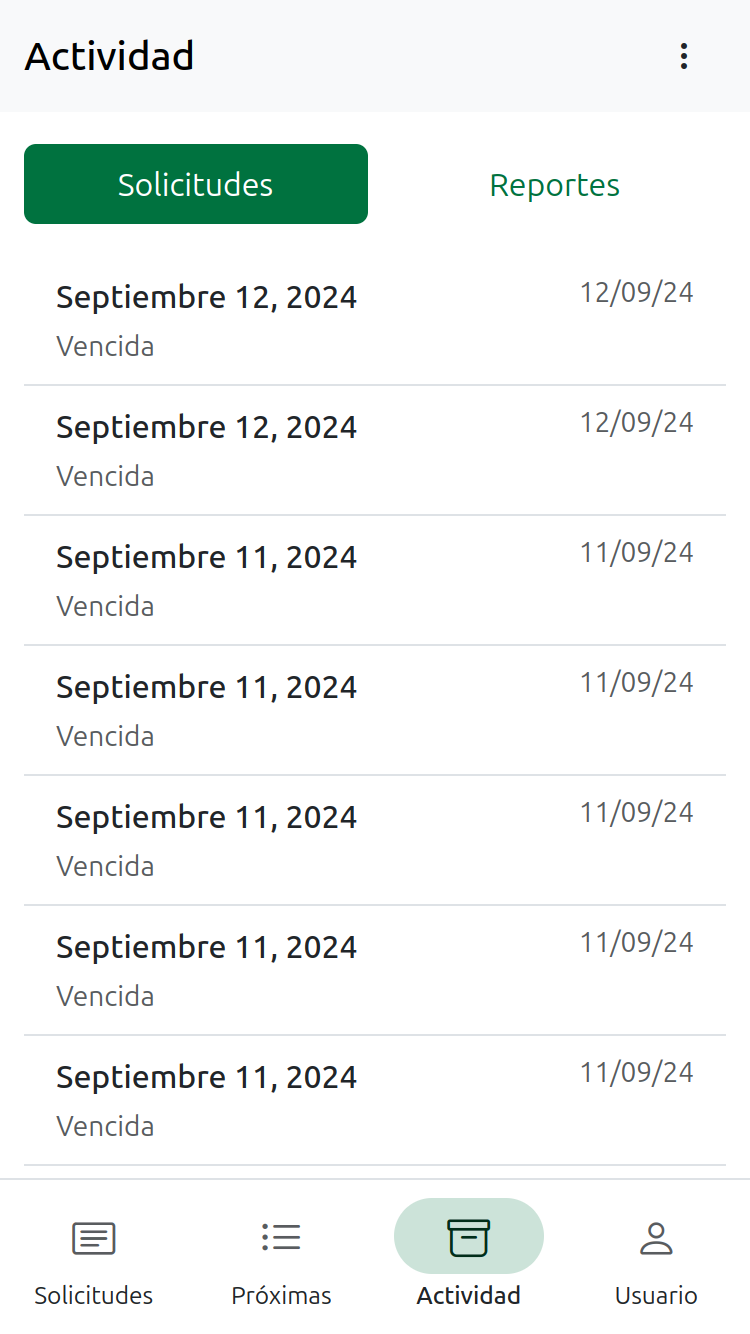 Actividad
Solicitudes
Reportes
Septiembre 12, 2024
12/09/24
Vencida
Septiembre 12, 2024
12/09/24
Vencida
Septiembre 11, 2024
11/09/24
Vencida
Septiembre 11, 2024
11/09/24
Vencida
Septiembre 11, 2024
11/09/24
Vencida
Septiembre 11, 2024
11/09/24
Vencida
Septiembre 11, 2024
11/09/24
Vencida
Solicitudes
Próximas
Actividad
Usuario